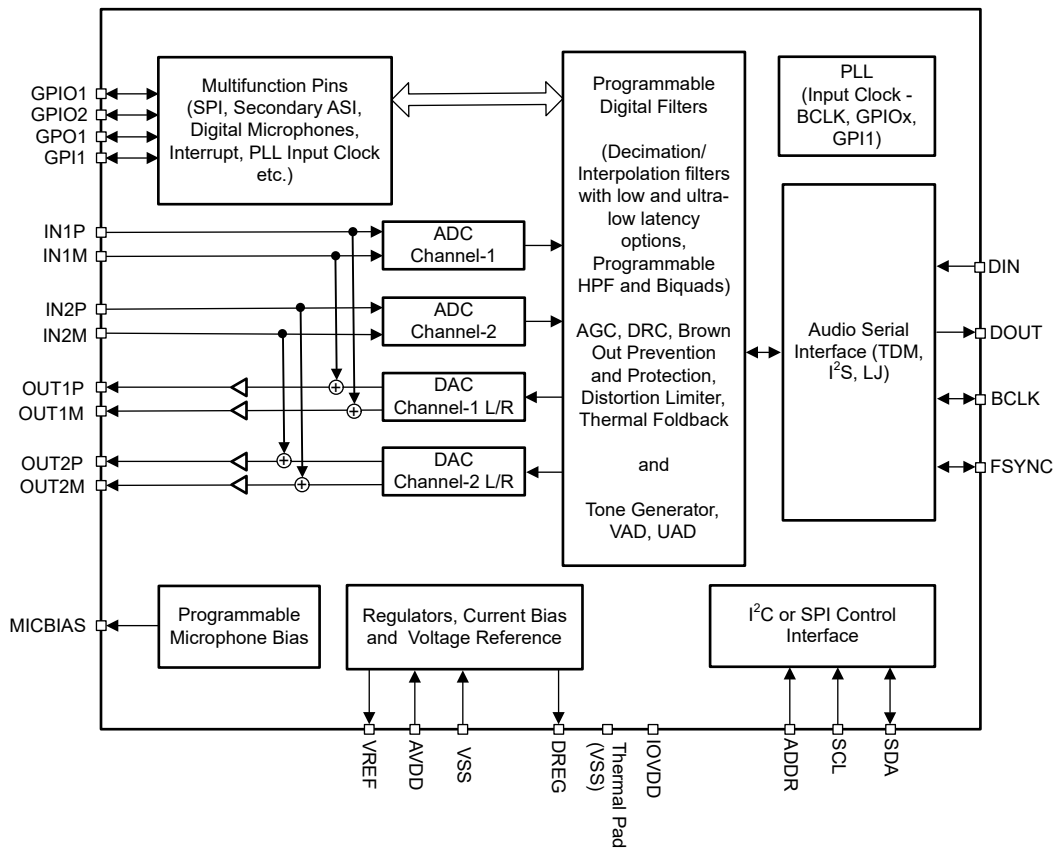 GPIO1
GPIO2
GPO1
GPI1
Multifunction Pins
(SPI, Secondary ASI,
Digital Microphones,
Interrupt, PLL Input Clock
etc.)
Programmable
Digital Filters
(Decimation/
Interpolation filters
with low and ultra-
low latency
options,
Programmable
HPF and Biquads)
AGC, DRC, Brown
Out Prevention
and Protection,
Distortion Limiter,
Thermal Foldback
and
Tone Generator,
VAD, UAD
PLL
(Input Clock -
BCLK, GPIOx,
GPI1)
IN1P
IN1M
ADC
Channel-1
IN2P
IN2M
ADC
Channel-2
OUT1P
OUT1M
DAC
Channel-1 L/R
OUT2P
OUT2M
DAC
Channel-2 L/R
Audio Serial
Interface (TDM,
I²S, LJ)
DIN
DOUT
BCLK
FSYNC
MICBIAS
Programmable
Microphone Bias
Regulators, Current Bias
and Voltage Reference
I²C or SPI Control
Interface
VREF
AVDD
VSS
DREG
Thermal Pad
(VSS)
IOVDD
ADDR
SCL
SDA